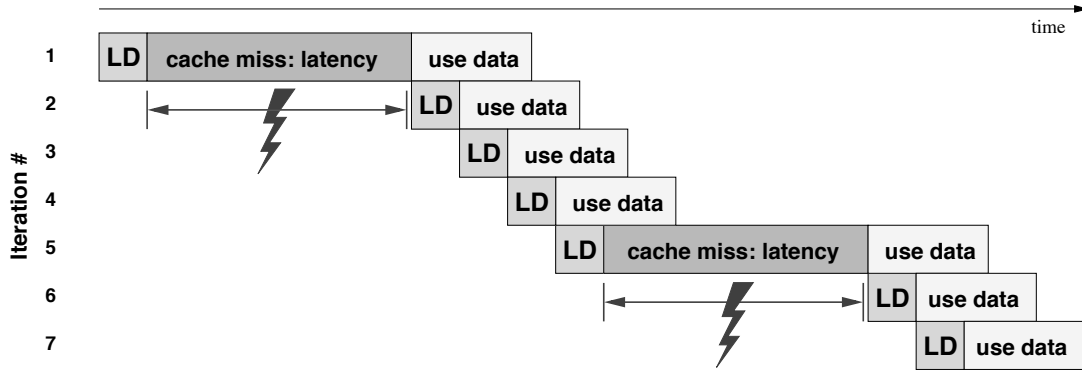 time
1 LD cache miss: latency use data
2 LD use data
3 LD use data
4 LD use data
5 LD cache miss: latency use data
6 LD use data
7 LD use data
Iteration #